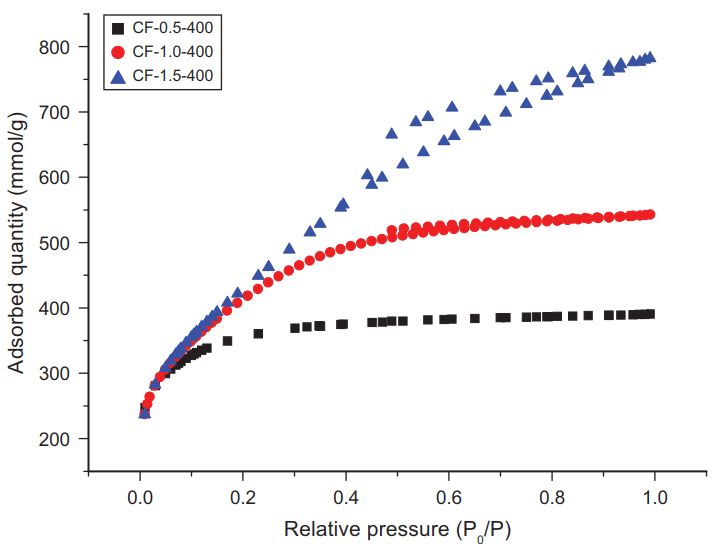 CF-0.5-400
CF-1.0-400
CF-1.5-400
Adsorbed quantity (mmol/g)
800
700
600
500
400
300
200
0.0 0.2 0.4 0.6 0.8 1.0
Relative pressure (P₀/P)